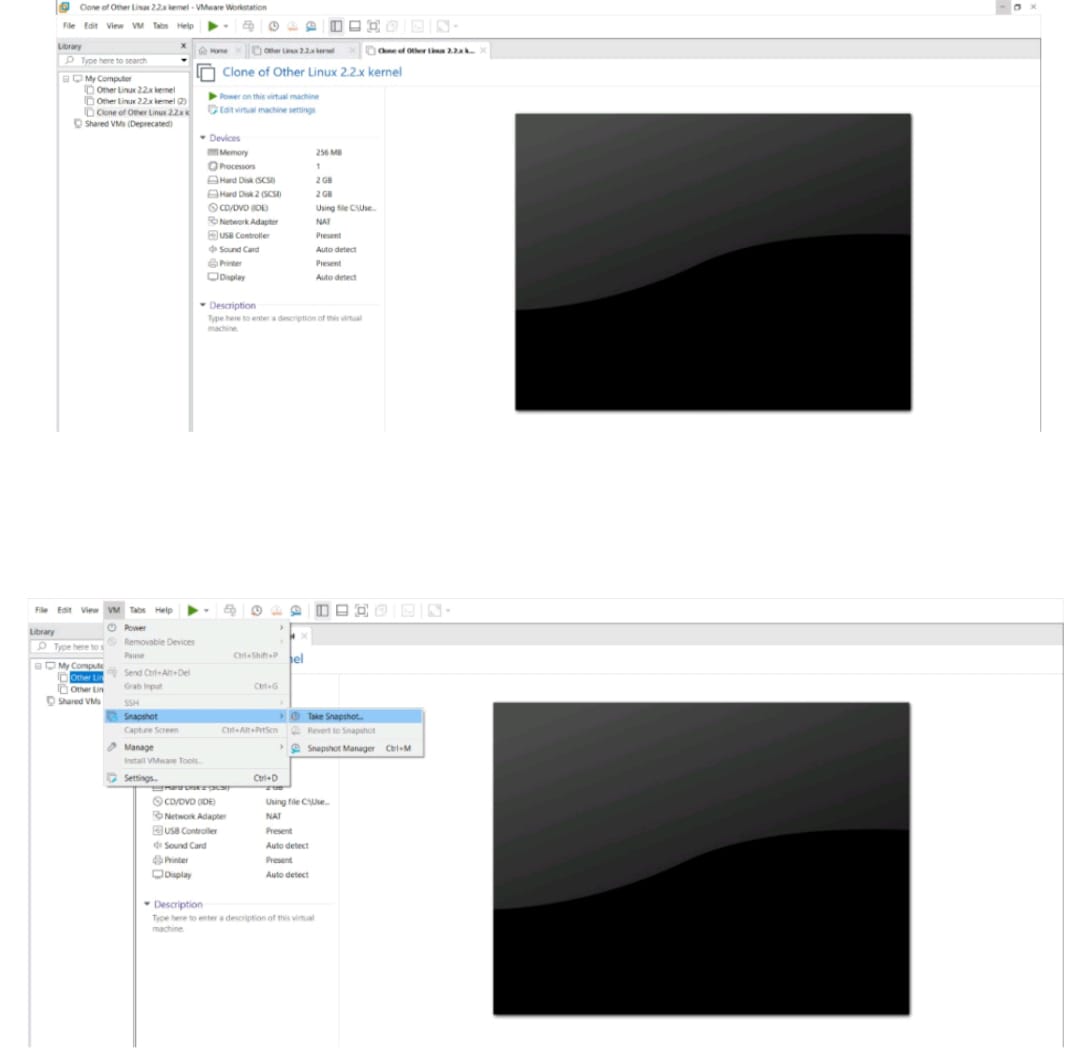 Clone of Other Linux 2.2.x kernel - VMware Workstation
File Edit View VM Tabs Help
Library X
Type here to search
Home
Other Linux 2.2.x kernel
Clone of Other Linux 2.2.x k...
Clone of Other Linux 2.2.x kernel
My Computer
Other Linux 2.2.x kernel
Other Linux 2.2.x kernel (2)
Clone of Other Linux 2.2.x k
Shared VMs (Deprecated)
Power on this virtual machine
Edit virtual machine settings
Devices
Memory 256 MB
Processors 1
Hard Disk (SCSI) 2 GB
Hard Disk 2 (SCSI) 2 GB
CD/DVD (IDE) Using file C:\Use...
Network Adapter NAT
USB Controller Present
Sound Card Auto detect
Printer Present
Display Auto detect
Description
Type here to enter a description of this virtual
machine.
File Edit View VM Tabs Help
Library
Type here to s
My Compute
Other Lin
Other Lin
Shared VMs
Power
Removable Devices
Pause Ctrl+Shift+P
Send Ctrl+Alt+Del
Grab Input Ctrl+G
SSH
Snapshot
Capture Screen Ctrl+Alt+PrtScn
Manage
Install VMware Tools...
Settings... Ctrl+D
Take Snapshot...
Revert to Snapshot
Snapshot Manager Ctrl+M
nel
Hard Disk 2 (SCSI) 2 GB
CD/DVD (IDE) Using file C:\Use...
Network Adapter NAT
USB Controller Present
Sound Card Auto detect
Printer Present
Display Auto detect
Description
Type here to enter a description of this virtual
machine.